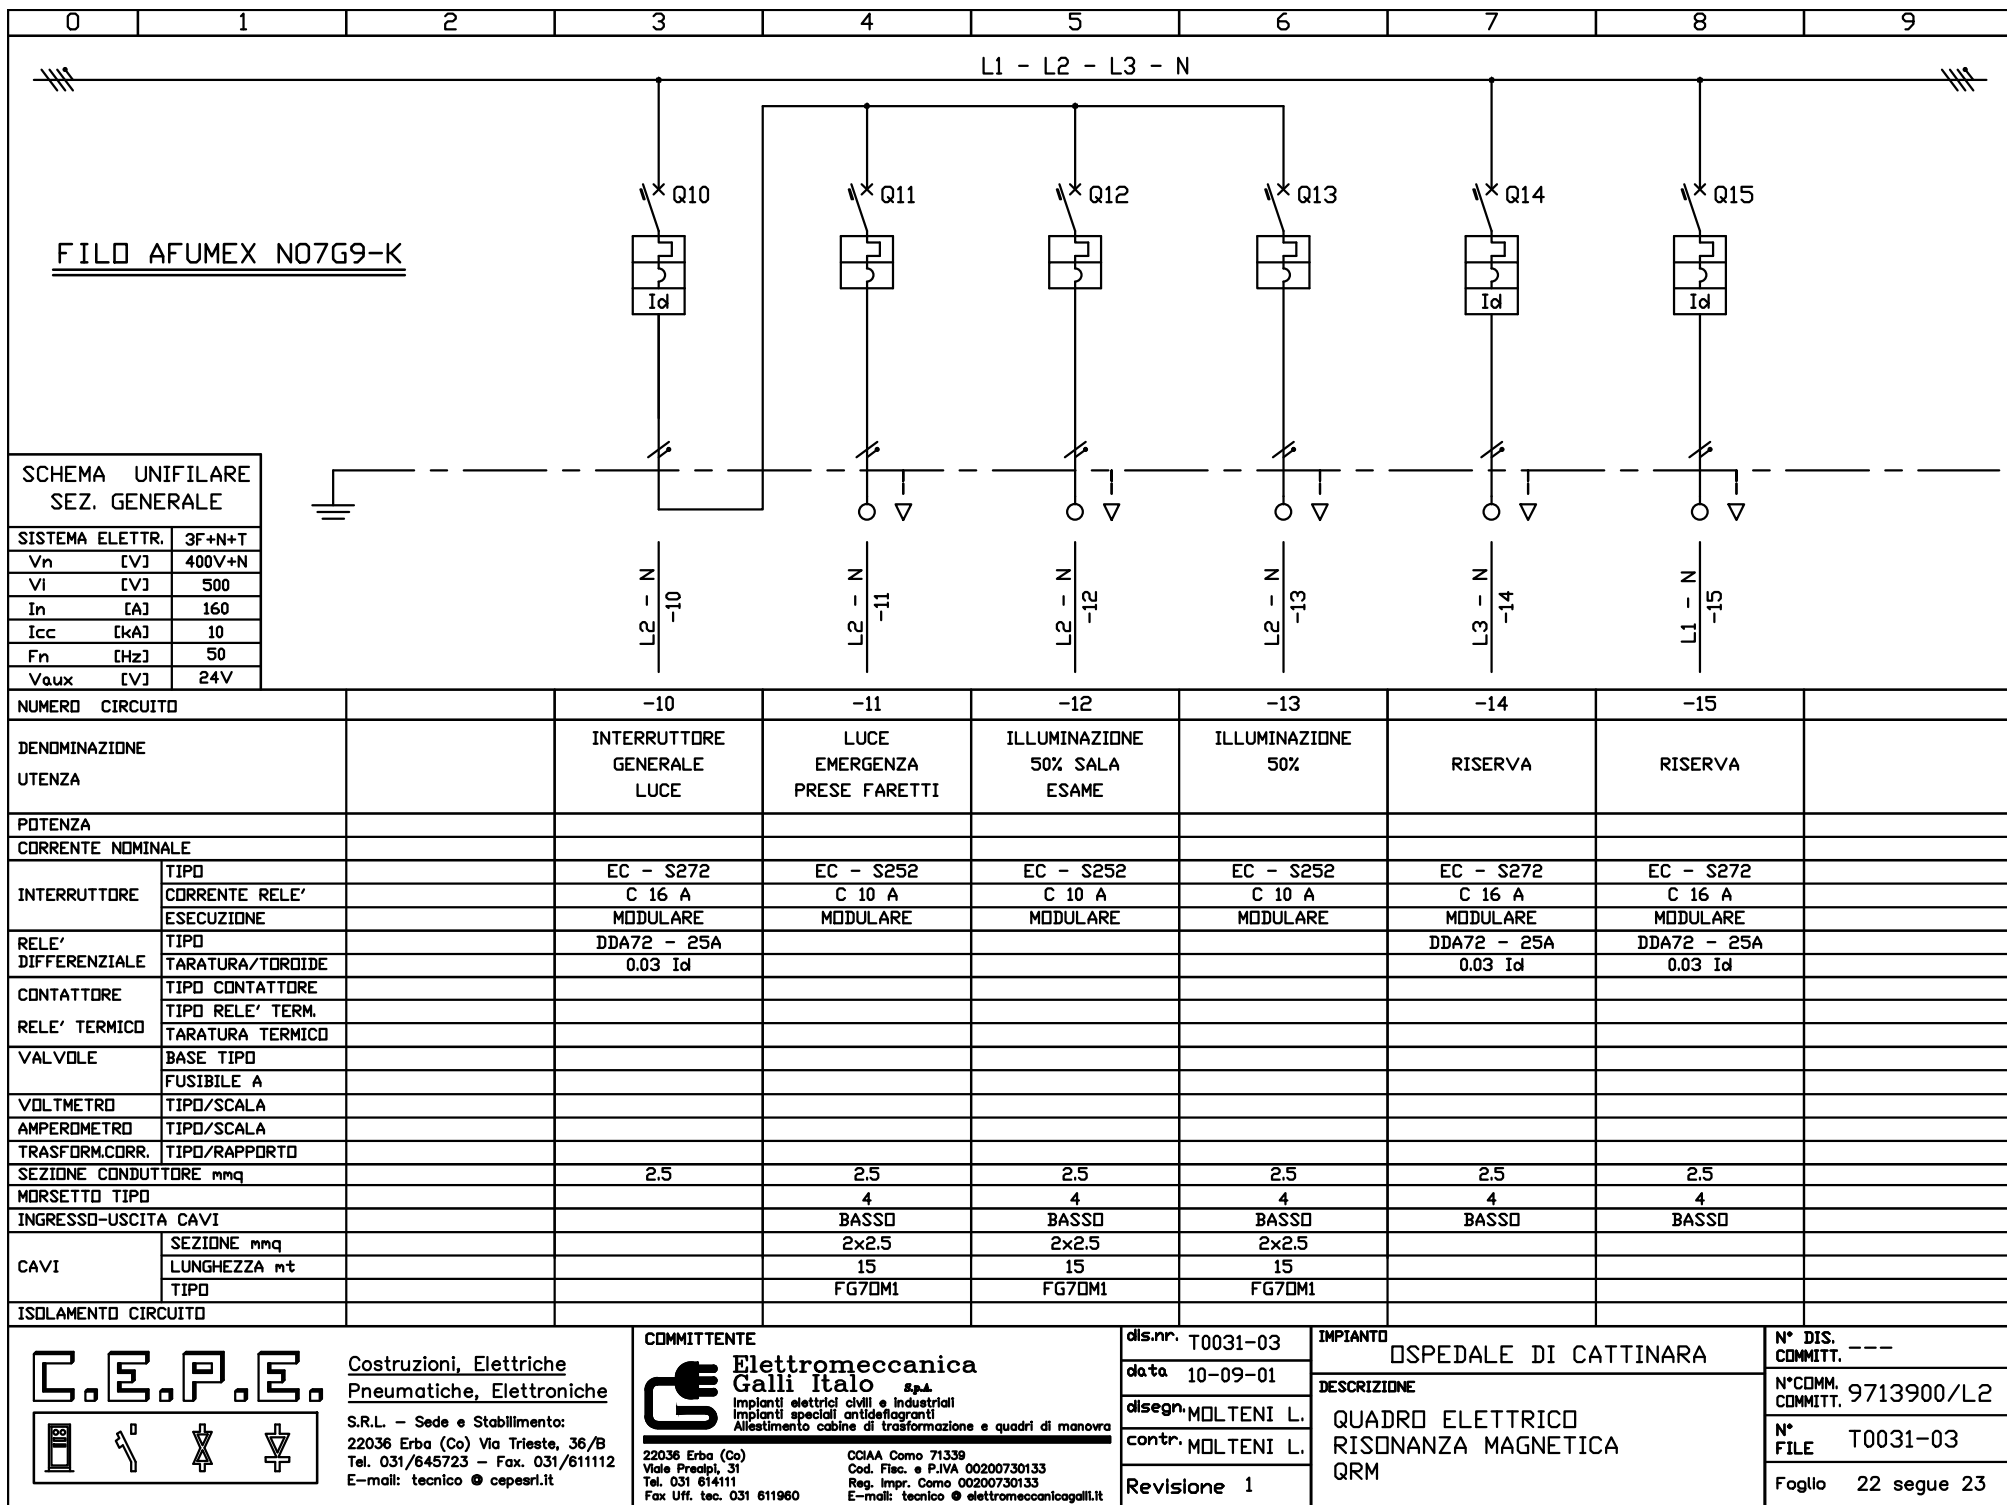 0 1 2 3 4 5 6 7 8 9
L1 - L2 - L3 - N
Q10 Q11 Q12 Q13 Q14 Q15
FILO AFUMEX NO7G9-K
Id Id Id
SCHEMA UNIFILARE
SEZ. GENERALE
SISTEMA ELETTR. 3F+N+T
Vn [V] 400V+N
Vi [V] 500
In [A] 160
Icc [kA] 10
Fn [Hz] 50
Vaux [V] 24V
L2 - N -10
L2 - N -11
L2 - N -12
L2 - N -13
L3 - N -14
L1 - N -15
NUMERO CIRCUITO -10 -11 -12 -13 -14 -15
DENOMINAZIONE
UTENZA
INTERRUTTORE
GENERALE
LUCE
LUCE
EMERGENZA
PRESE FARETTI
ILLUMINAZIONE
50% SALA
ESAME
ILLUMINAZIONE
50%
RISERVA
RISERVA
POTENZA
CORRENTE NOMINALE
INTERRUTTORE
TIPO EC - S272 EC - S252 EC - S252 EC - S252 EC - S272 EC - S272
CORRENTE RELE' C 16 A C 10 A C 10 A C 10 A C 16 A C 16 A
ESECUZIONE MODULARE MODULARE MODULARE MODULARE MODULARE MODULARE
RELE'
DIFFERENZIALE
TIPO DDA72 - 25A DDA72 - 25A DDA72 - 25A
TARATURA/TOROIDE 0.03 Id 0.03 Id 0.03 Id
CONTATTORE
RELE' TERMICO
TIPO CONTATTORE
TIPO RELE' TERM.
TARATURA TERMICO
VALVOLE BASE TIPO
FUSIBILE A
VOLTMETRO TIPO/SCALA
AMPEROMETRO TIPO/SCALA
TRASFORM.CORR. TIPO/RAPPORTO
SEZIONE CONDUTTORE mmq 2.5 2.5 2.5 2.5 2.5 2.5
MORSETTO TIPO 4 4 4 4 4
INGRESSO-USCITA CAVI BASSO BASSO BASSO BASSO BASSO
CAVI
SEZIONE mmq 2x2.5 2x2.5 2x2.5
LUNGHEZZA mt 15 15 15
TIPO FG7OM1 FG7OM1 FG7OM1
ISOLAMENTO CIRCUITO
C.E.P.E.
Costruzioni, Elettriche
Pneumatiche, Elettroniche
S.R.L. - Sede e Stabilimento:
22036 Erba (Co) Via Trieste, 36/B
Tel. 031/645723 - Fax. 031/611112
E-mail: tecnico @ cepesrl.it
COMMITTENTE
Elettromeccanica
Galli Italo S.p.A.
Impianti elettrici civili e industriali
Impianti speciali antideflagranti
Allestimento cabine di trasformazione e quadri di manovra
22036 Erba (Co)
Viale Prealpi, 31
Tel. 031 614111
Fax Uff. tec. 031 611960
CCIAA Como 71339
Cod. Fisc. e P.IVA 00200730133
Reg. Impr. Como 00200730133
E-mail: tecnico @ elettromeccanicagalli.it
dis.nr. T0031-03
data 10-09-01
disegn. MOLTENI L.
contr. MOLTENI L.
Revisione 1
IMPIANTO
OSPEDALE DI CATTINARA
DESCRIZIONE
QUADRO ELETTRICO
RISONANZA MAGNETICA
QRM
N° DIS.
COMMITT. ---
N°COMM.
COMMITT. 9713900/L2
N°
FILE T0031-03
Foglio 22 segue 23